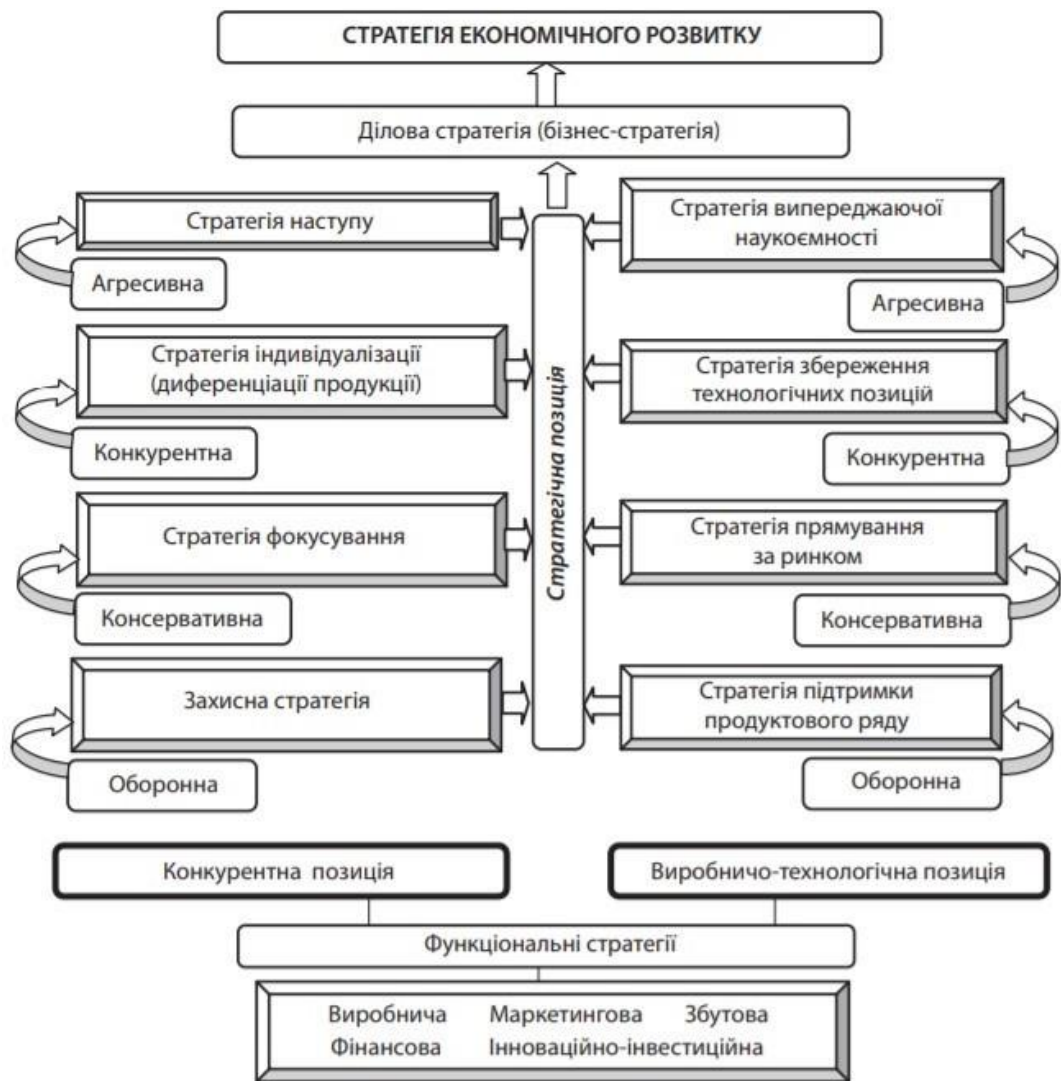 СТРАТЕГІЯ ЕКОНОМІЧНОГО РОЗВИТКУ
Ділова стратегія (бізнес-стратегія)
Стратегія наступу
Агресивна
Стратегія індивідуалізації
(диференціації продукції)
Конкурентна
Стратегія фокусування
Консервативна
Захисна стратегія
Оборонна
Стратегічна позиція
Стратегія випереджаючої
наукоємності
Агресивна
Стратегія збереження
технологічних позицій
Конкурентна
Стратегія прямування
за ринком
Консервативна
Стратегія підтримки
продуктового ряду
Оборонна
Конкурентна позиція
Виробничо-технологічна позиція
Функціональні стратегії
Виробнича Маркетингова Збутова
Фінансова Інноваційно-інвестиційна